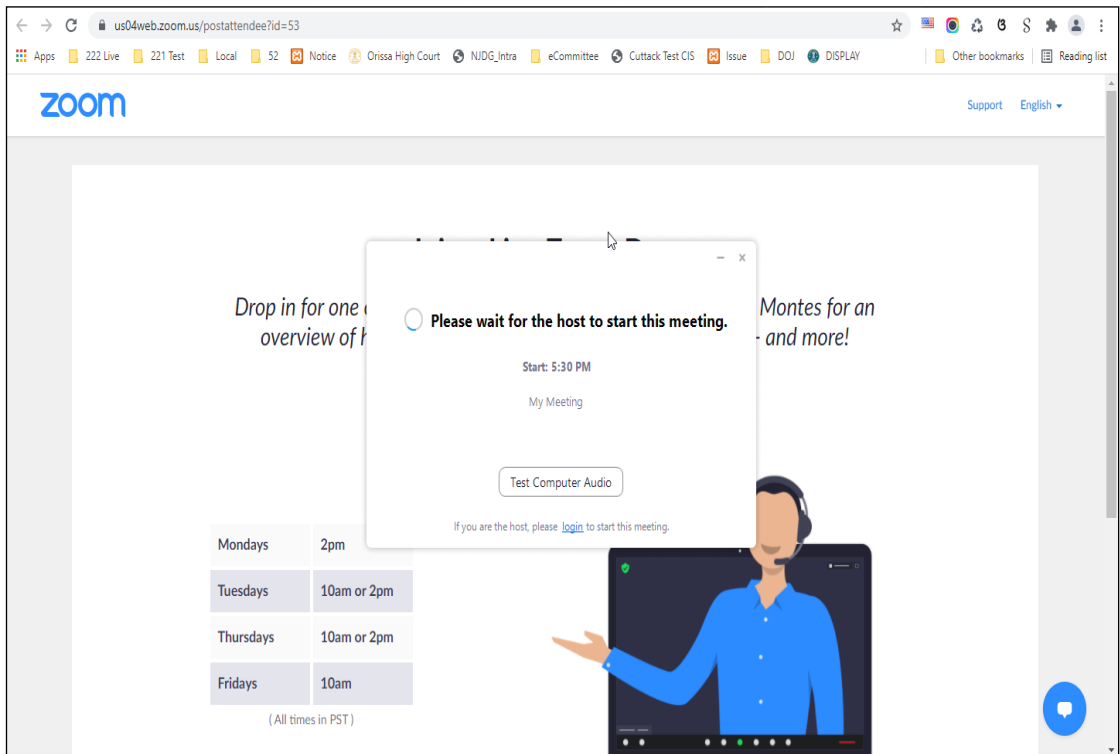 us04web.zoom.us/postattendee?id=53
Apps 222 Live 221 Test Local 52 Notice Orissa High Court NJDG_Intra eCommittee Cuttack Test CIS Issue DOJ DISPLAY Other bookmarks Reading list
zoom Support English
Drop in for one Montes for an
overview of - and more!
Please wait for the host to start this meeting.
Start: 5:30 PM
My Meeting
Test Computer Audio
If you are the host, please login to start this meeting.
Mondays 2pm
Tuesdays 10am or 2pm
Thursdays 10am or 2pm
Fridays 10am
( All times in PST )